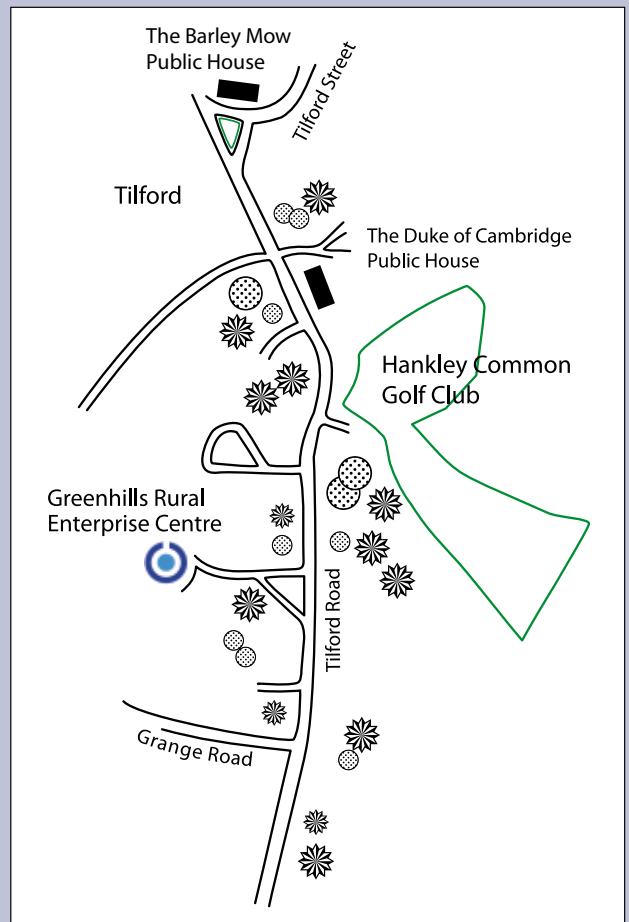 The Barley Mow
Public House
Tilford Street
Tilford
The Duke of Cambridge
Public House
Hankley Common
Golf Club
Greenhills Rural
Enterprise Centre
Tilford Road
Grange Road